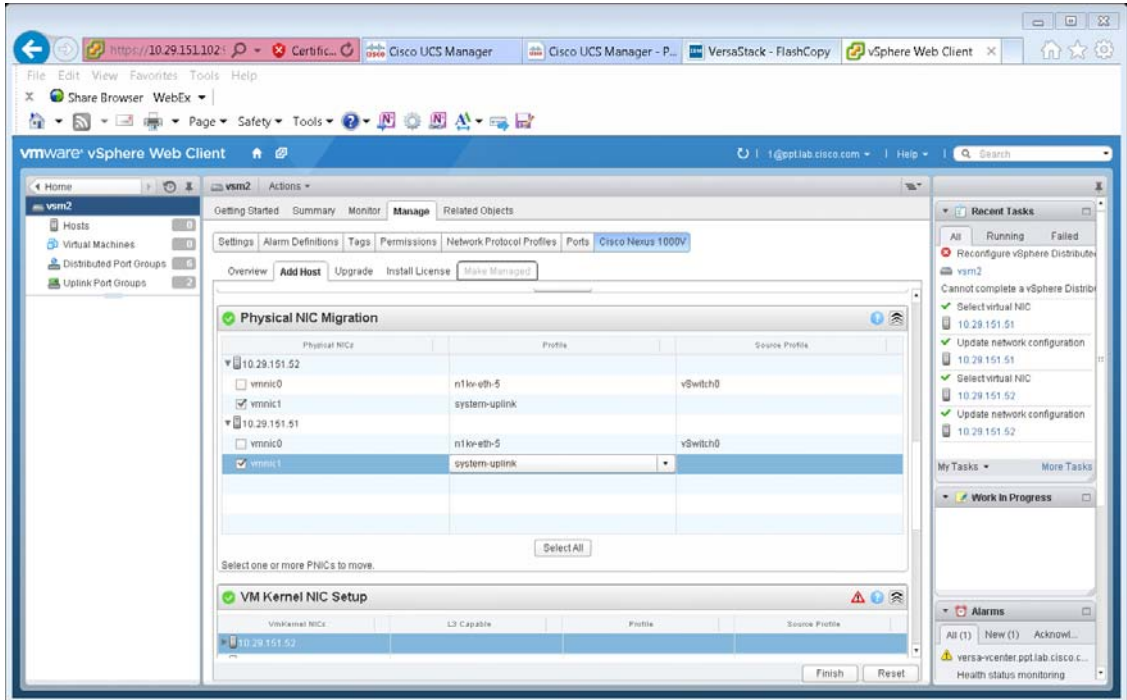 https://10.29.151.102:
Certific...
Cisco UCS Manager
Cisco UCS Manager - P...
VersaStack - FlashCopy
vSphere Web Client
File Edit View Favorites Tools Help
x Share Browser WebEx
Page Safety Tools
vmware vSphere Web Client
1@ppt.lab.cisco.com
Help
Search
Home
vsm2
Hosts 0
Virtual Machines 0
Distributed Port Groups 6
Uplink Port Groups 2
vsm2 Actions
Getting Started Summary Monitor Manage Related Objects
Settings Alarm Definitions Tags Permissions Network Protocol Profiles Ports Cisco Nexus 1000V
Overview Add Host Upgrade Install License Make Managed
Physical NIC Migration
Physical NICs Profile Source Profile
10.29.151.52
vmnic0 n1kv-eth-5 vSwitch0
vmnic1 system-uplink
10.29.151.51
vmnic0 n1kv-eth-5 vSwitch0
vmnic1 system-uplink
Select All
Select one or more PNICs to move.
VM Kernel NIC Setup
VmKernel NICs L3 Capable Profile Source Profile
10.29.151.52
Finish Reset
Recent Tasks
All Running Failed
Reconfigure vSphere Distribute
vsm2
Cannot complete a vSphere Distrib
Select virtual NIC
10.29.151.51
Update network configuration
10.29.151.51
Select virtual NIC
10.29.151.52
Update network configuration
10.29.151.52
My Tasks More Tasks
Work In Progress
Alarms
All (1) New (1) Acknowl...
versa-vcenter.ppt.lab.cisco.c...
Health status monitoring